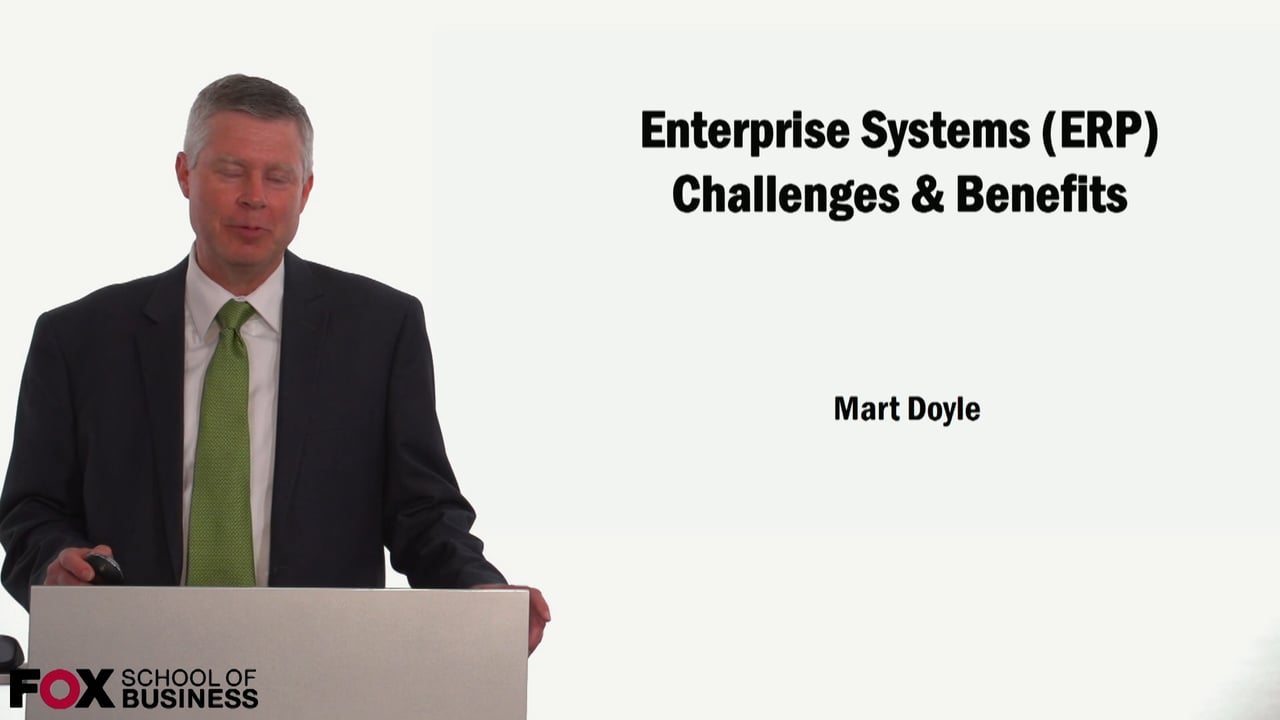 Enterprise Systems (ERP)
Challenges & Benefits
Mart Doyle
FOX SCHOOL OF
BUSINESS